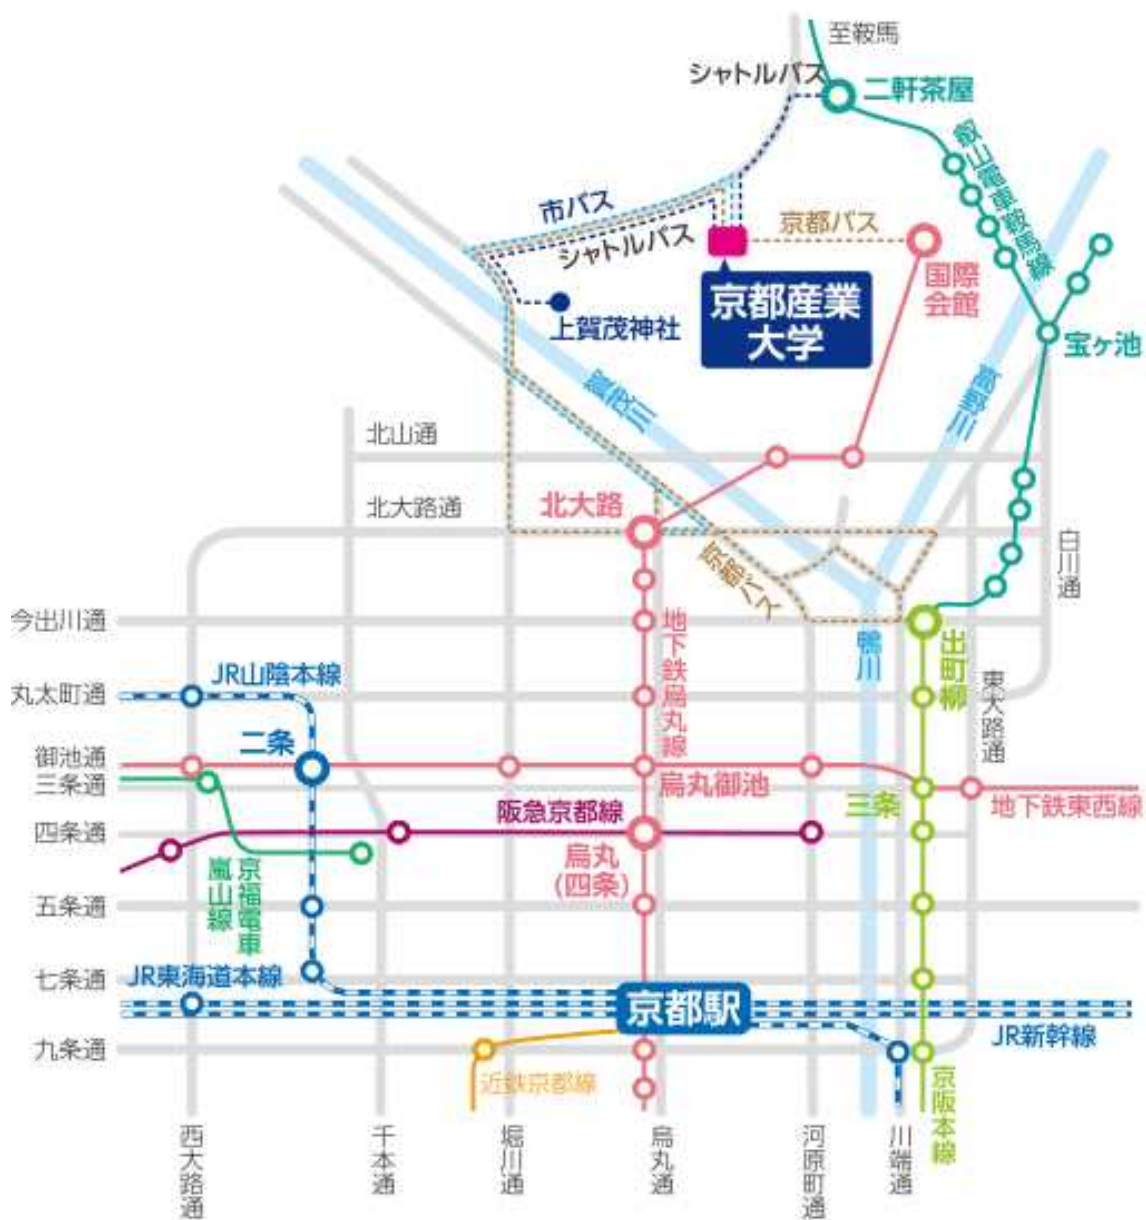 至鞍馬
シャトルバス
二軒茶屋
叡山電車鞍馬線
市バス
シャトルバス
京都バス
国際
会館
京都産業
大学
上賀茂神社
宝ヶ池
賀茂川
高野川
北山通
北大路通
北大路
京都バス
白川通
今出川通
地下鉄烏丸線
鴨川
出町柳
東大路通
JR山陰本線
丸太町通
二条
御池通
三条通
烏丸御池
三条
地下鉄東西線
阪急京都線
四条通
烏丸
(四条)
京福電車
嵐山線
五条通
七条通
JR東海道本線
京都駅
JR新幹線
九条通
近鉄京都線
京阪本線
西大路通
千本通
堀川通
烏丸通
河原町通
川端通